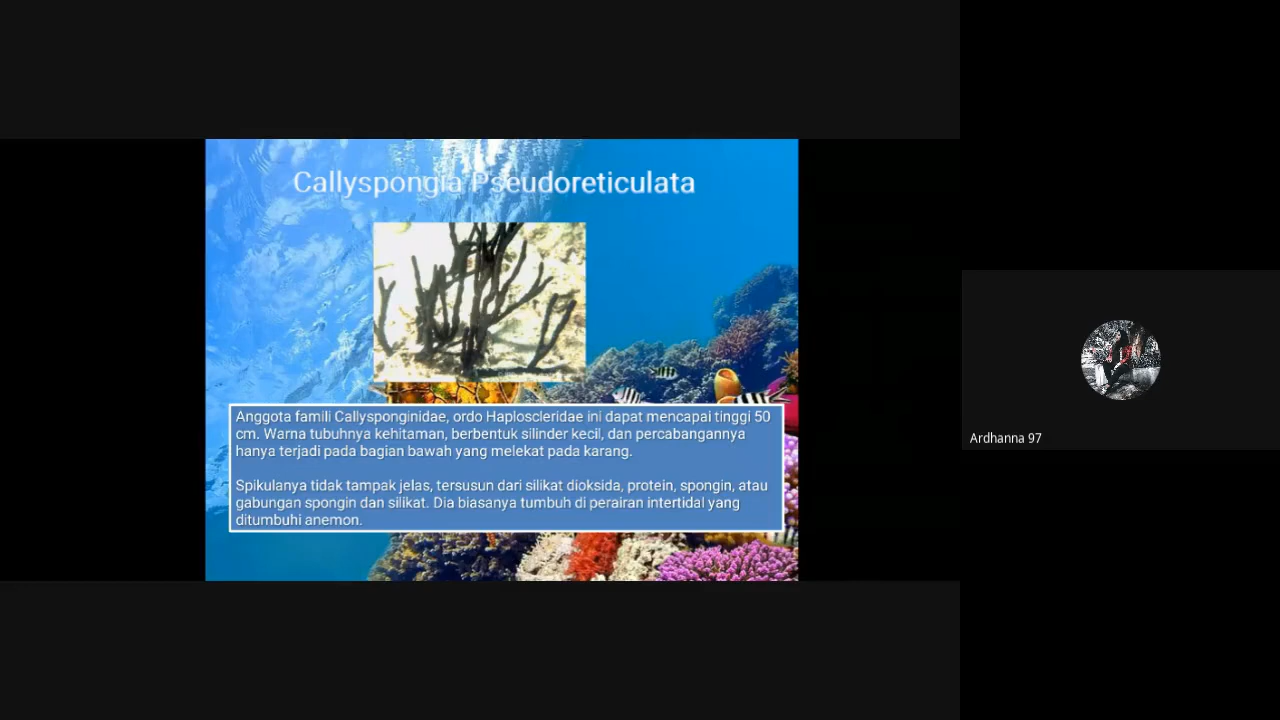 Callyspongia Pseudoreticulata
Anggota famili Callysponginidae, ordo Haploscleridae ini dapat mencapai tinggi 50
cm. Warna tubuhnya kehitaman, berbentuk silinder kecil, dan percabangannya
hanya terjadi pada bagian bawah yang melekat pada karang.
Spikulanya tidak tampak jelas, tersusun dari silikat dioksida, protein, spongin, atau
gabungan spongin dan silikat. Dia biasanya tumbuh di perairan intertidal yang
ditumbuhi anemon.
Ardhanna 97